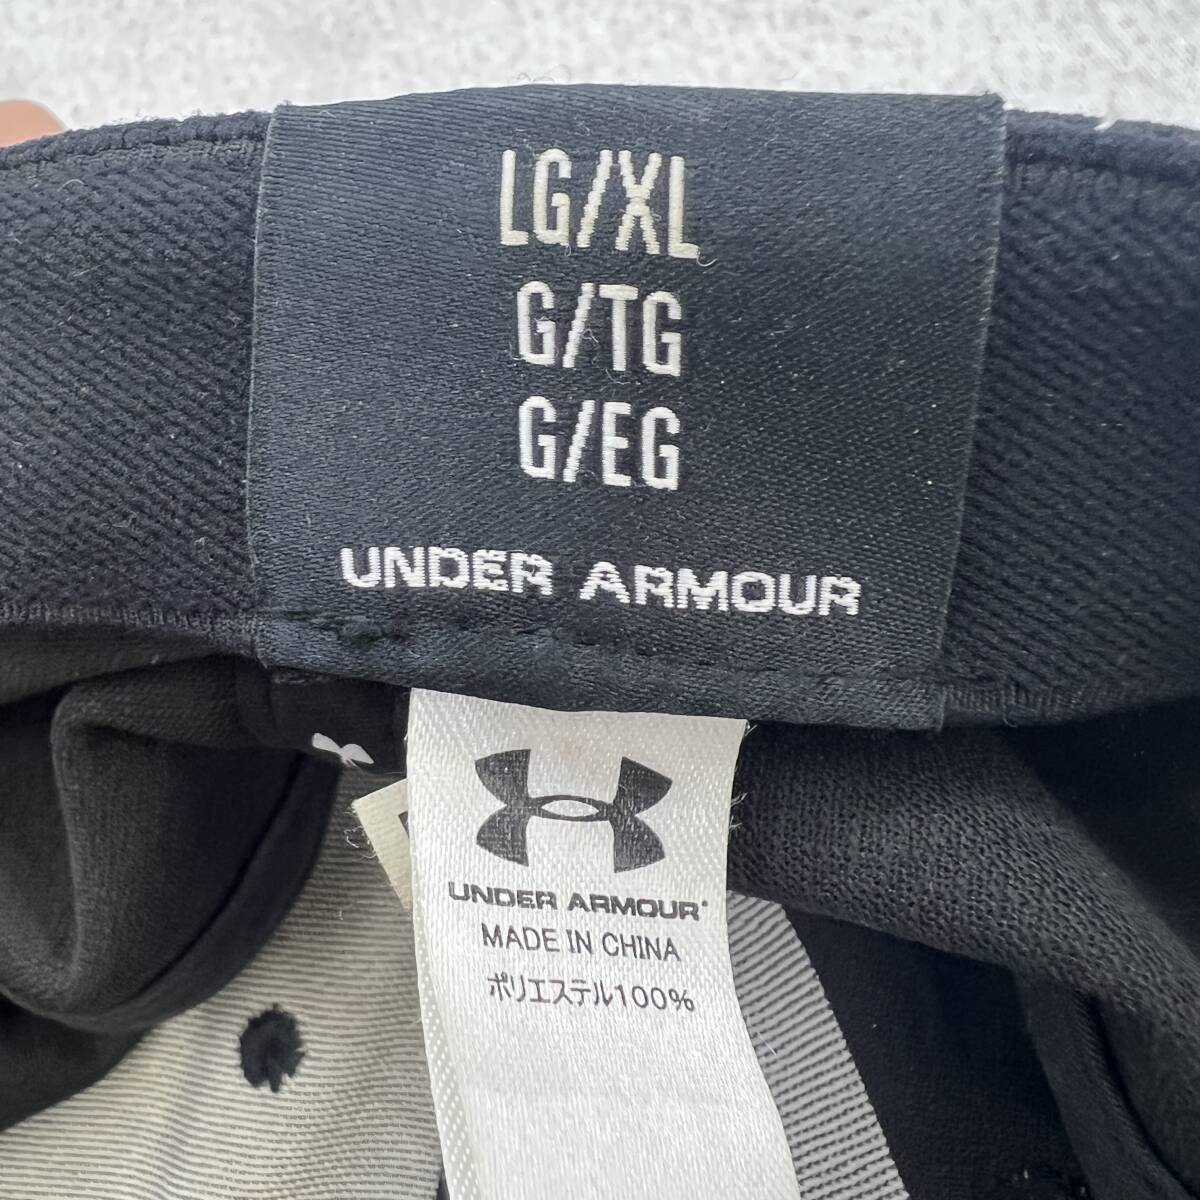 LG/XL
G/TG
G/EG
UNDER ARMOUR
UNDER ARMOUR
MADE IN CHINA
ポリエステル100%